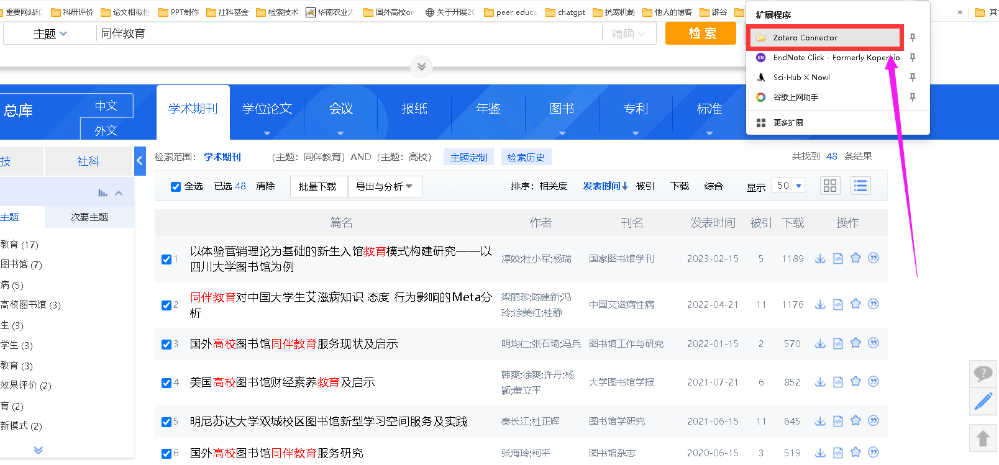 重要网站和 科研评价 论文相似性 PPT制作 社科基金 检索技术 华南农业大 国外高校onl 关于开展20 peer educa chatgpt 抗寒机制 他人的博客 辟谷 » 其
主题 同伴教育 精确 检索
扩展程序
Zotero Connector
EndNote Click - Formerly Kopernio
Sci-Hub X Now!
谷歌上网助手
更多扩展
总库 中文 外文
学术期刊 学位论文 会议 报纸 年鉴 图书 专利 标准
技 社科
主题 次要主题
教育 (17)
图书馆 (7)
病 (5)
高校图书馆 (3)
生 (3)
学生 (3)
教育 (3)
效果评价 (2)
育 (2)
新模式 (2)
检索范围： 学术期刊 （主题：同伴教育）AND（主题：高校） 主题定制 检索历史 共找到 48 条结果
全选 已选 48 清除 批量下载 导出与分析 排序： 相关度 发表时间↓ 被引 下载 综合 显示 50
篇名 作者 刊名 发表时间 被引 下载 操作
1 以体验营销理论为基础的新生入馆教育模式构建研究——以 淳姣;杜小军;杨瑞 国家图书馆学刊 2023-02-15 5 1189
四川大学图书馆为例
2 同伴教育对中国大学生艾滋病知识 态度 行为影响的Meta分 梁丽珍;陈建新;冯 中国艾滋病性病 2022-04-21 11 1176
析 玲;徐美红;桂静
3 国外高校图书馆同伴教育服务现状及启示 明均仁;张石琦;冯兵 图书馆工作与研究 2022-01-15 2 570
4 美国高校图书馆财经素养教育及启示 韩爽;徐爽;许丹;杨 大学图书馆学报 2021-07-21 6 852
颖;董立平
5 明尼苏达大学双城校区图书馆新型学习空间服务及实践 秦长江;杜正辉 图书馆学研究 2021-06-15 11 645
6 国外高校图书馆同伴教育服务研究 张海玲;柯平 图书馆杂志 2020-06-15 3 519